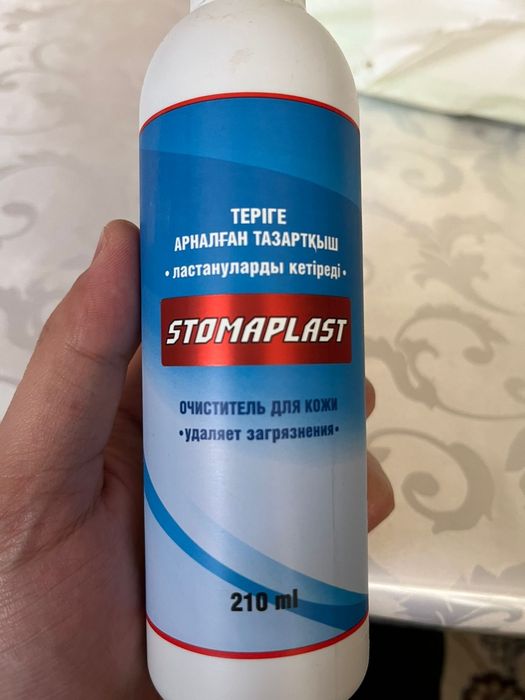 ТЕРІГЕ
АРНАЛҒАН ТАЗАРТҚЫШ
• ластануларды кетіреді •
STOMAPLAST
ОЧИСТИТЕЛЬ ДЛЯ КОЖИ
•удаляет загрязнения•
210 ml